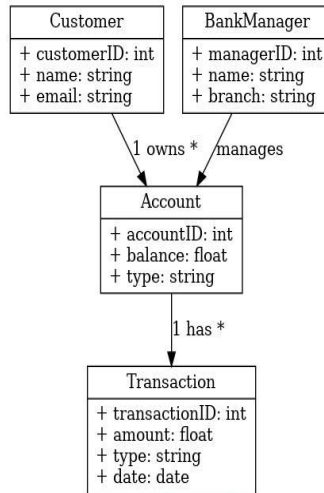 Customer
+ customerID: int
+ name: string
+ email: string
BankManager
+ managerID: int
+ name: string
+ branch: string
1 owns *
manages
Account
+ accountID: int
+ balance: float
+ type: string
1 has *
Transaction
+ transactionID: int
+ amount: float
+ type: string
+ date: date